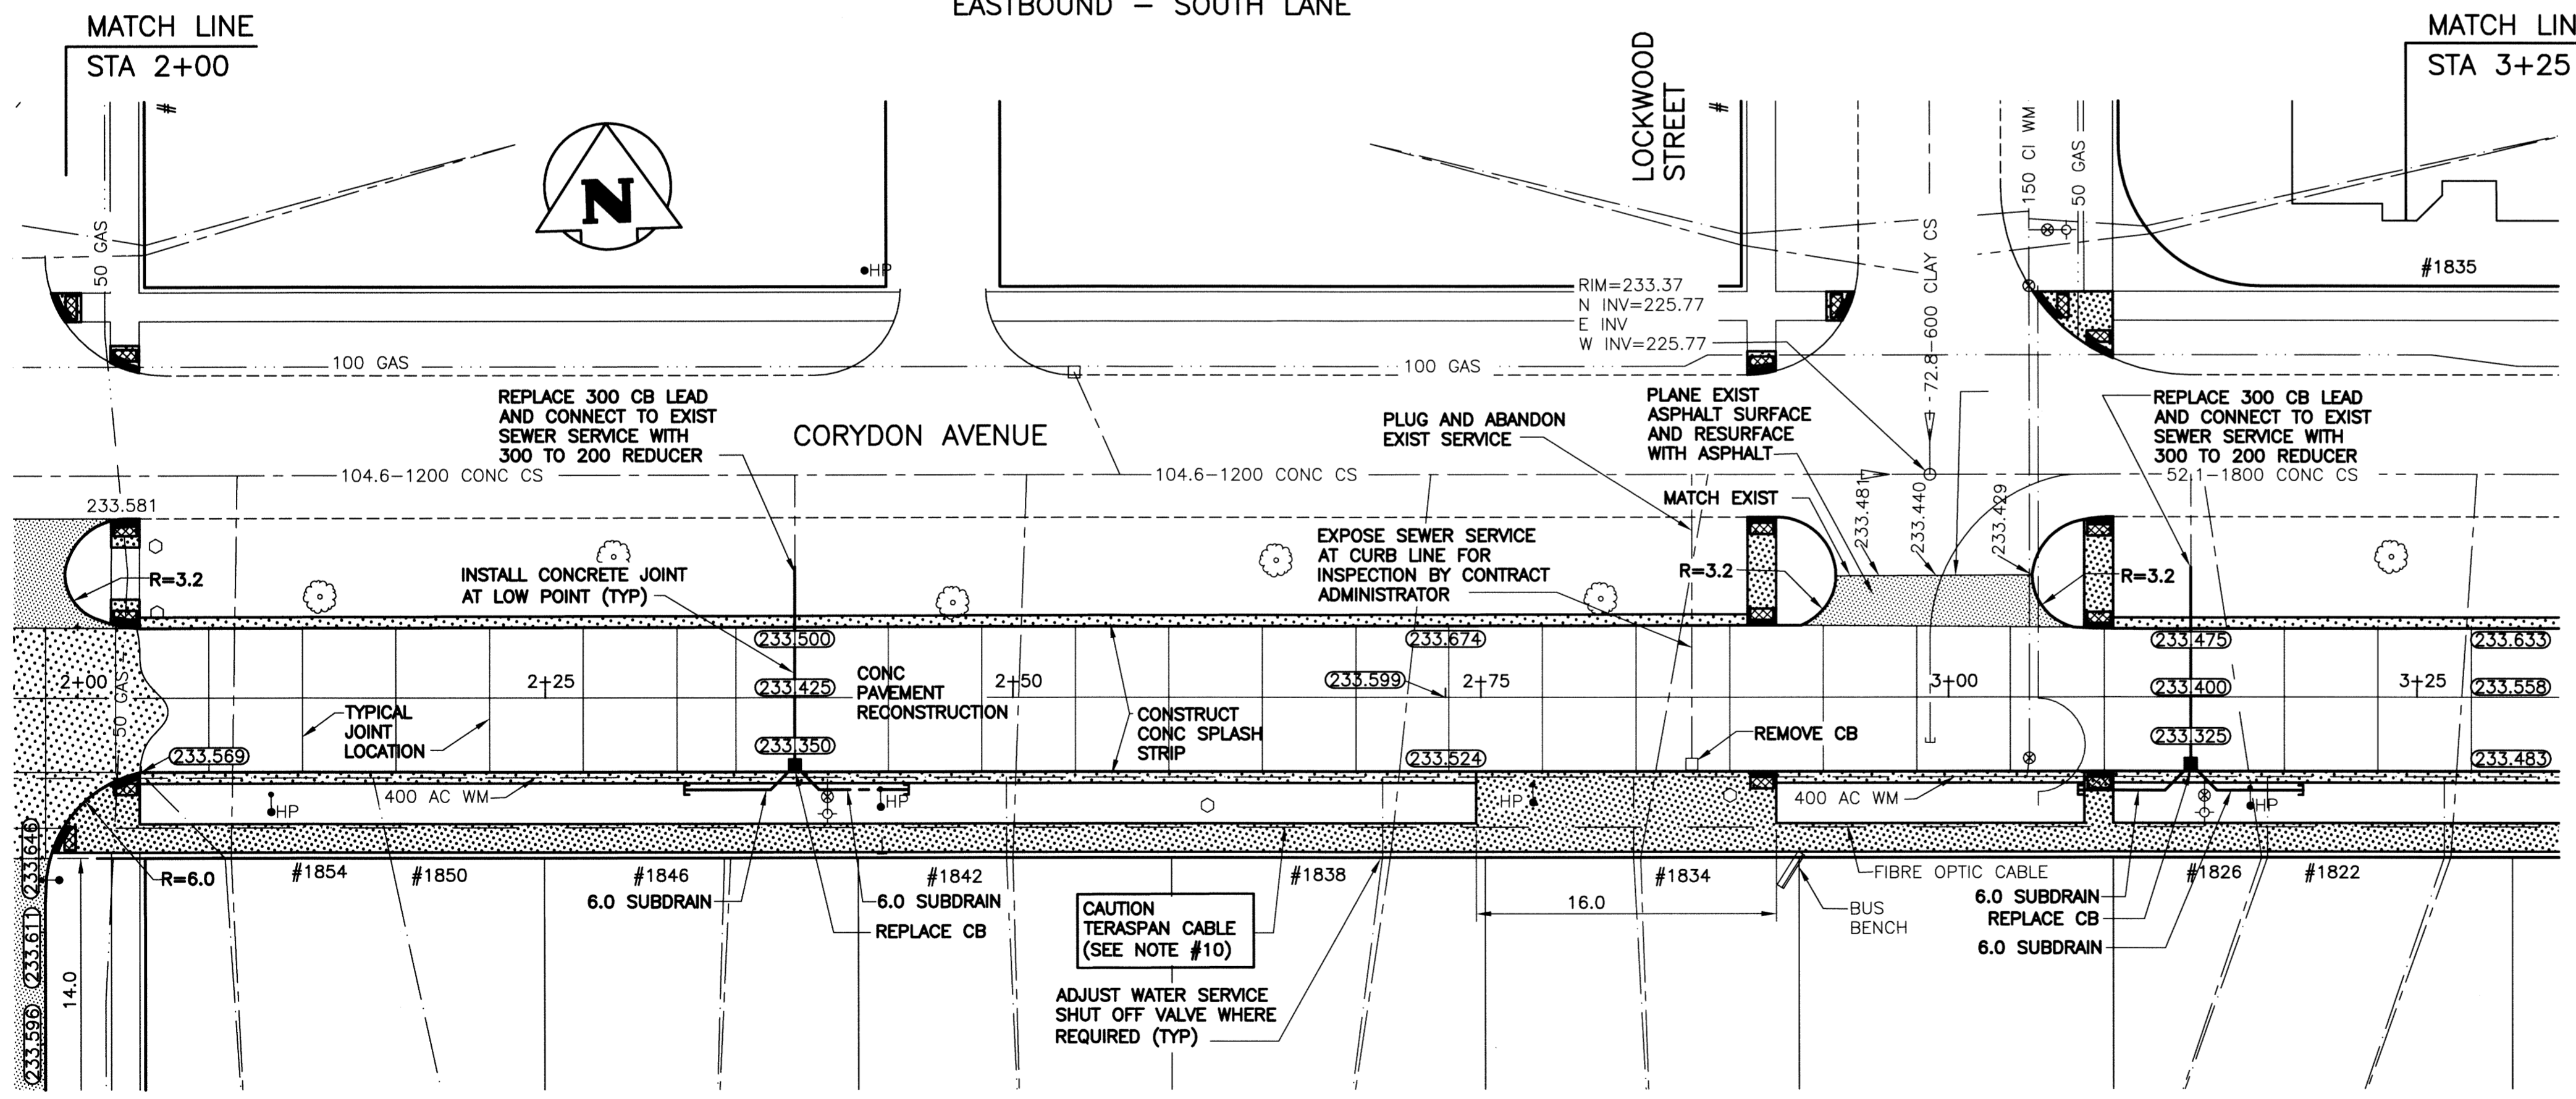 EASTBOUND – SOUTH LANE
MATCH LINE
STA 2+00
MATCH LIN
STA 3+25
LOCKWOOD
STREET
#
#
N
HP
50 GAS
150 CI WM
50 GAS
72.8-600 CLAY CS
#1835
RIM=233.37
N INV=225.77
E INV
W INV=225.77
100 GAS
100 GAS
REPLACE 300 CB LEAD
AND CONNECT TO EXIST
SEWER SERVICE WITH
300 TO 200 REDUCER
CORYDON AVENUE
PLUG AND ABANDON
EXIST SERVICE
PLANE EXIST
ASPHALT SURFACE
AND RESURFACE
WITH ASPHALT
REPLACE 300 CB LEAD
AND CONNECT TO EXIST
SEWER SERVICE WITH
300 TO 200 REDUCER
104.6-1200 CONC CS
104.6-1200 CONC CS
52.1-1800 CONC CS
233.581
MATCH EXIST
233.481
233.440
233.429
R=3.2
INSTALL CONCRETE JOINT
AT LOW POINT (TYP)
EXPOSE SEWER SERVICE
AT CURB LINE FOR
INSPECTION BY CONTRACT
ADMINISTRATOR
R=3.2
R=3.2
233.500
233.674
233.475
233.633
2+00
2+25
233.425
CONC
PAVEMENT
RECONSTRUCTION
2+50
233.599
2+75
3+00
233.400
3+25
233.558
50 GAS
TYPICAL
JOINT
LOCATION
CONSTRUCT
CONC SPLASH
STRIP
REMOVE CB
233.569
233.350
233.524
233.325
233.483
400 AC WM
400 AC WM
HP
HP
HP
HP
R=6.0
#1854
#1850
#1846
#1842
#1838
#1834
FIBRE OPTIC CABLE
#1826
#1822
6.0 SUBDRAIN
6.0 SUBDRAIN
REPLACE CB
CAUTION
TERASPAN CABLE
(SEE NOTE #10)
16.0
BUS
BENCH
6.0 SUBDRAIN
REPLACE CB
6.0 SUBDRAIN
ADJUST WATER SERVICE
SHUT OFF VALVE WHERE
REQUIRED (TYP)
233.646
233.611
233.596
14.0